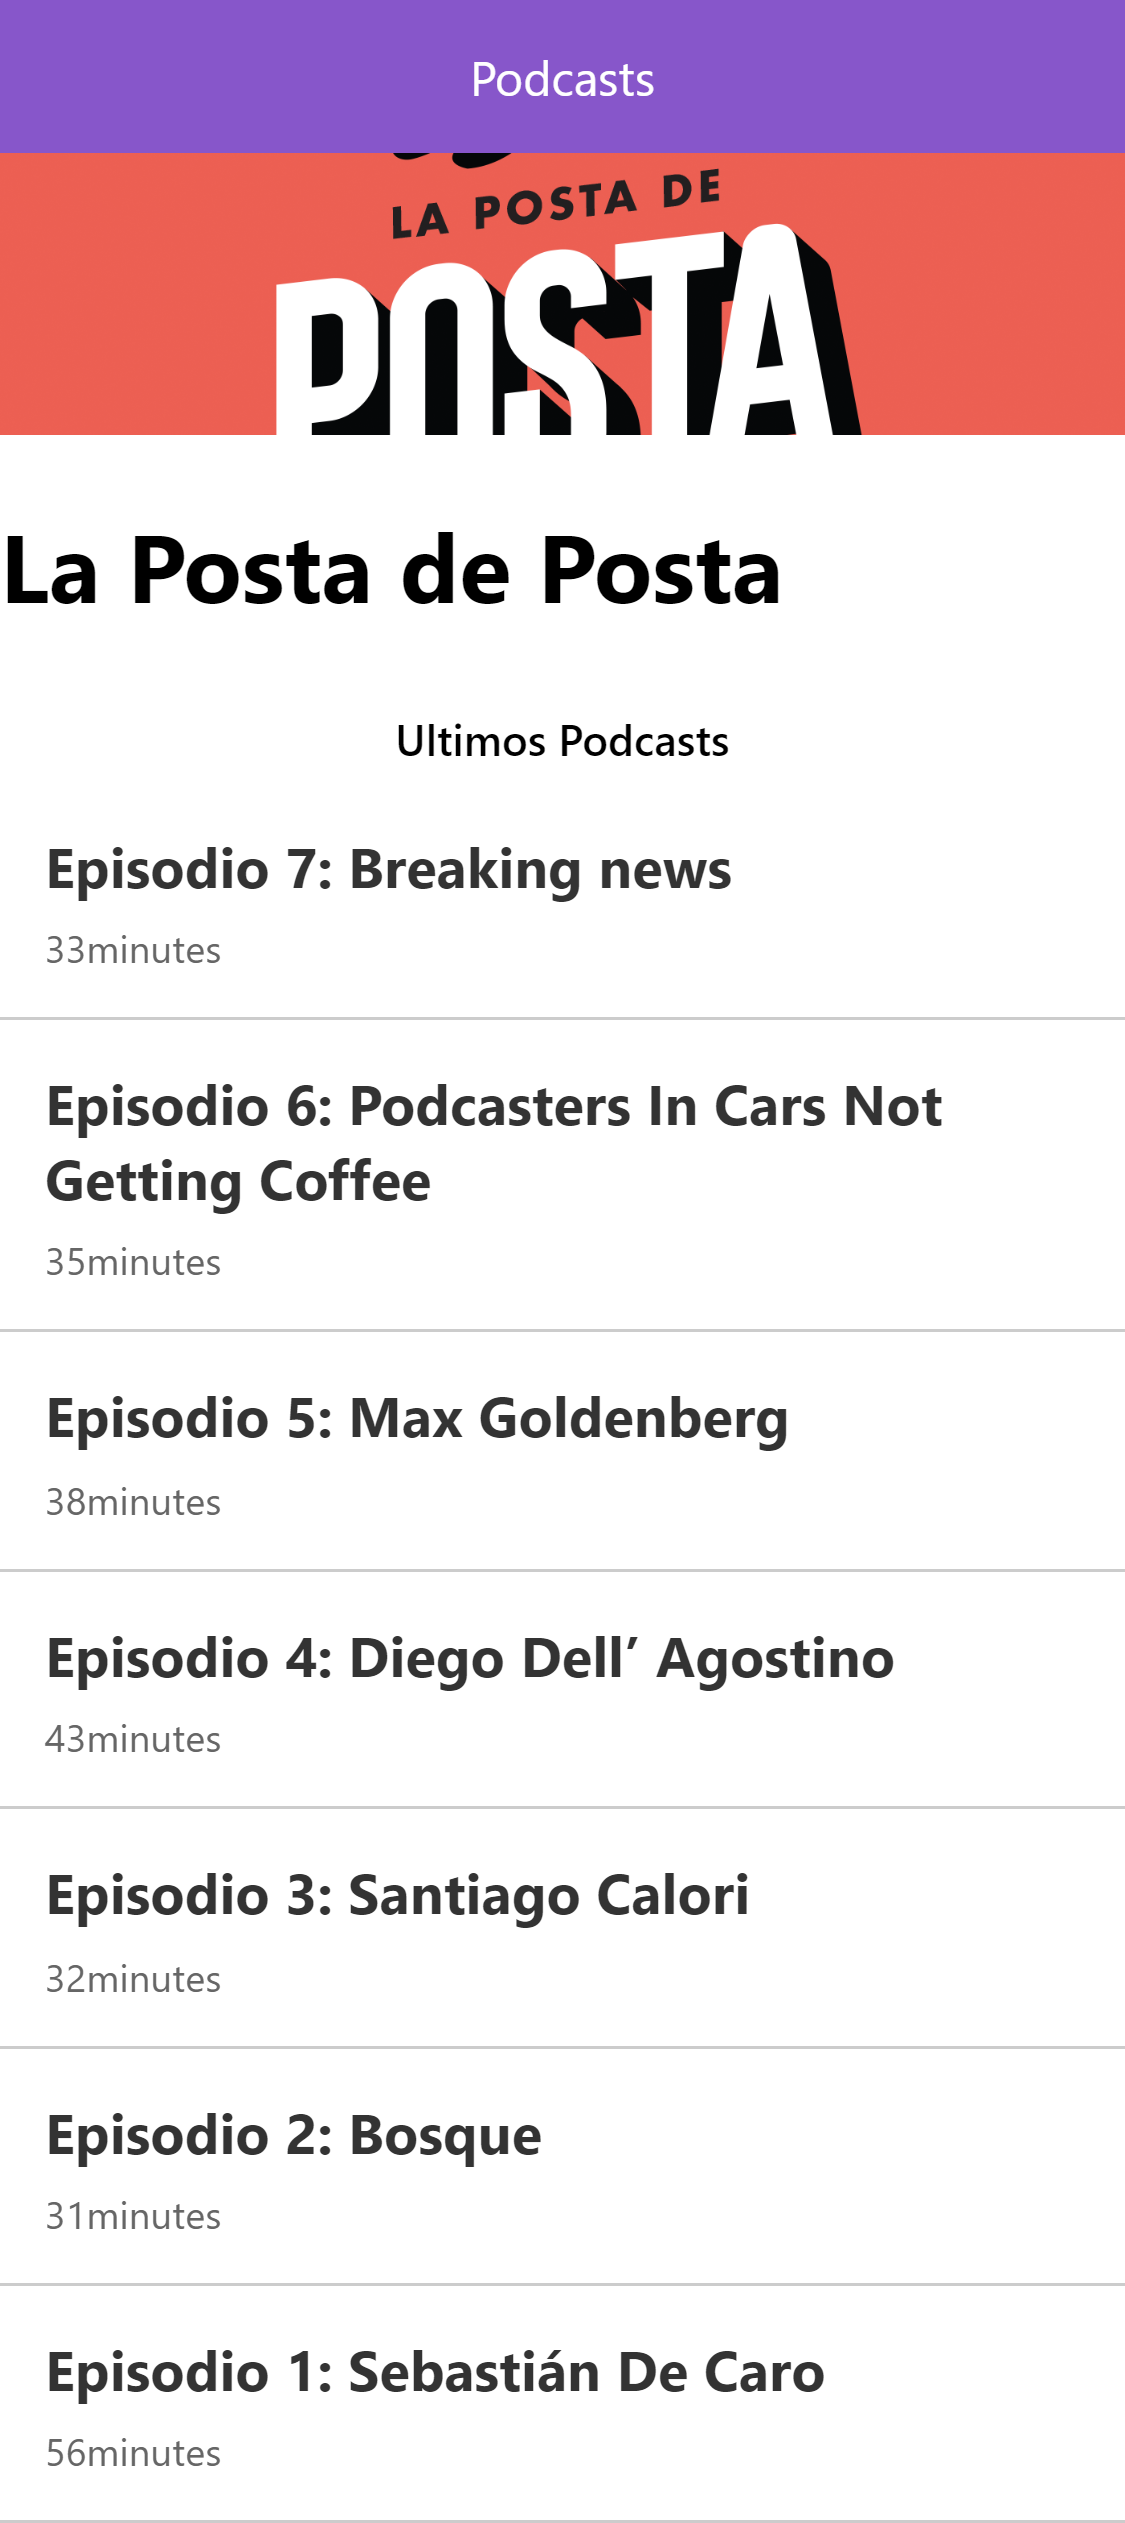 Podcasts
LA POSTA DE
POSTA
La Posta de Posta
Ultimos Podcasts
Episodio 7: Breaking news
33minutes
Episodio 6: Podcasters In Cars Not
Getting Coffee
35minutes
Episodio 5: Max Goldenberg
38minutes
Episodio 4: Diego Dell’ Agostino
43minutes
Episodio 3: Santiago Calori
32minutes
Episodio 2: Bosque
31minutes
Episodio 1: Sebastián De Caro
56minutes